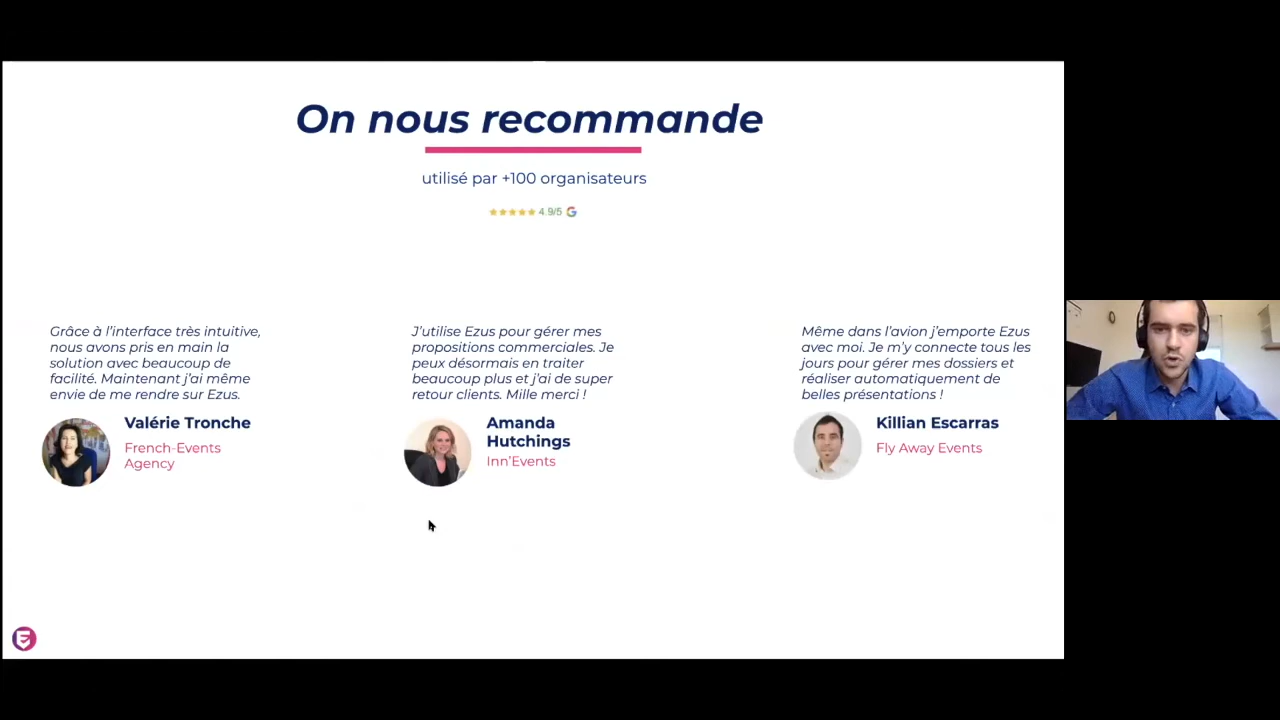 On nous recommande
utilisé par +100 organisateurs
4.9/5 G
Grâce à l'interface très intuitive,
nous avons pris en main la
solution avec beaucoup de
facilité. Maintenant j'ai même
envie de me rendre sur Ezus.
Valérie Tronche
French-Events
Agency
J'utilise Ezus pour gérer mes
propositions commerciales. Je
peux désormais en traiter
beaucoup plus et j'ai de super
retour clients. Mille merci !
Amanda
Hutchings
Inn'Events
Même dans l'avion j'emporte Ezus
avec moi. Je m'y connecte tous les
jours pour gérer mes dossiers et
réaliser automatiquement de
belles présentations !
Killian Escarras
Fly Away Events
E